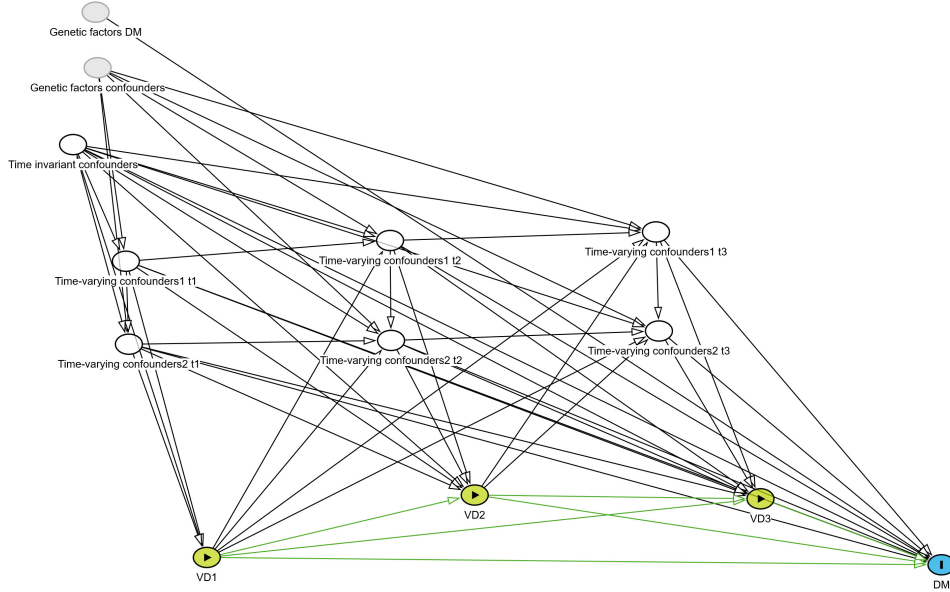 Genetic factors DM
Genetic factors confounders
Time invariant confounders
Time-varying confounders1 t1
Time-varying confounders1 t2
Time-varying confounders1 t3
Time-varying confounders2 t1
Time-varying confounders2 t2
Time-varying confounders2 t3
VD1
VD2
VD3
DM